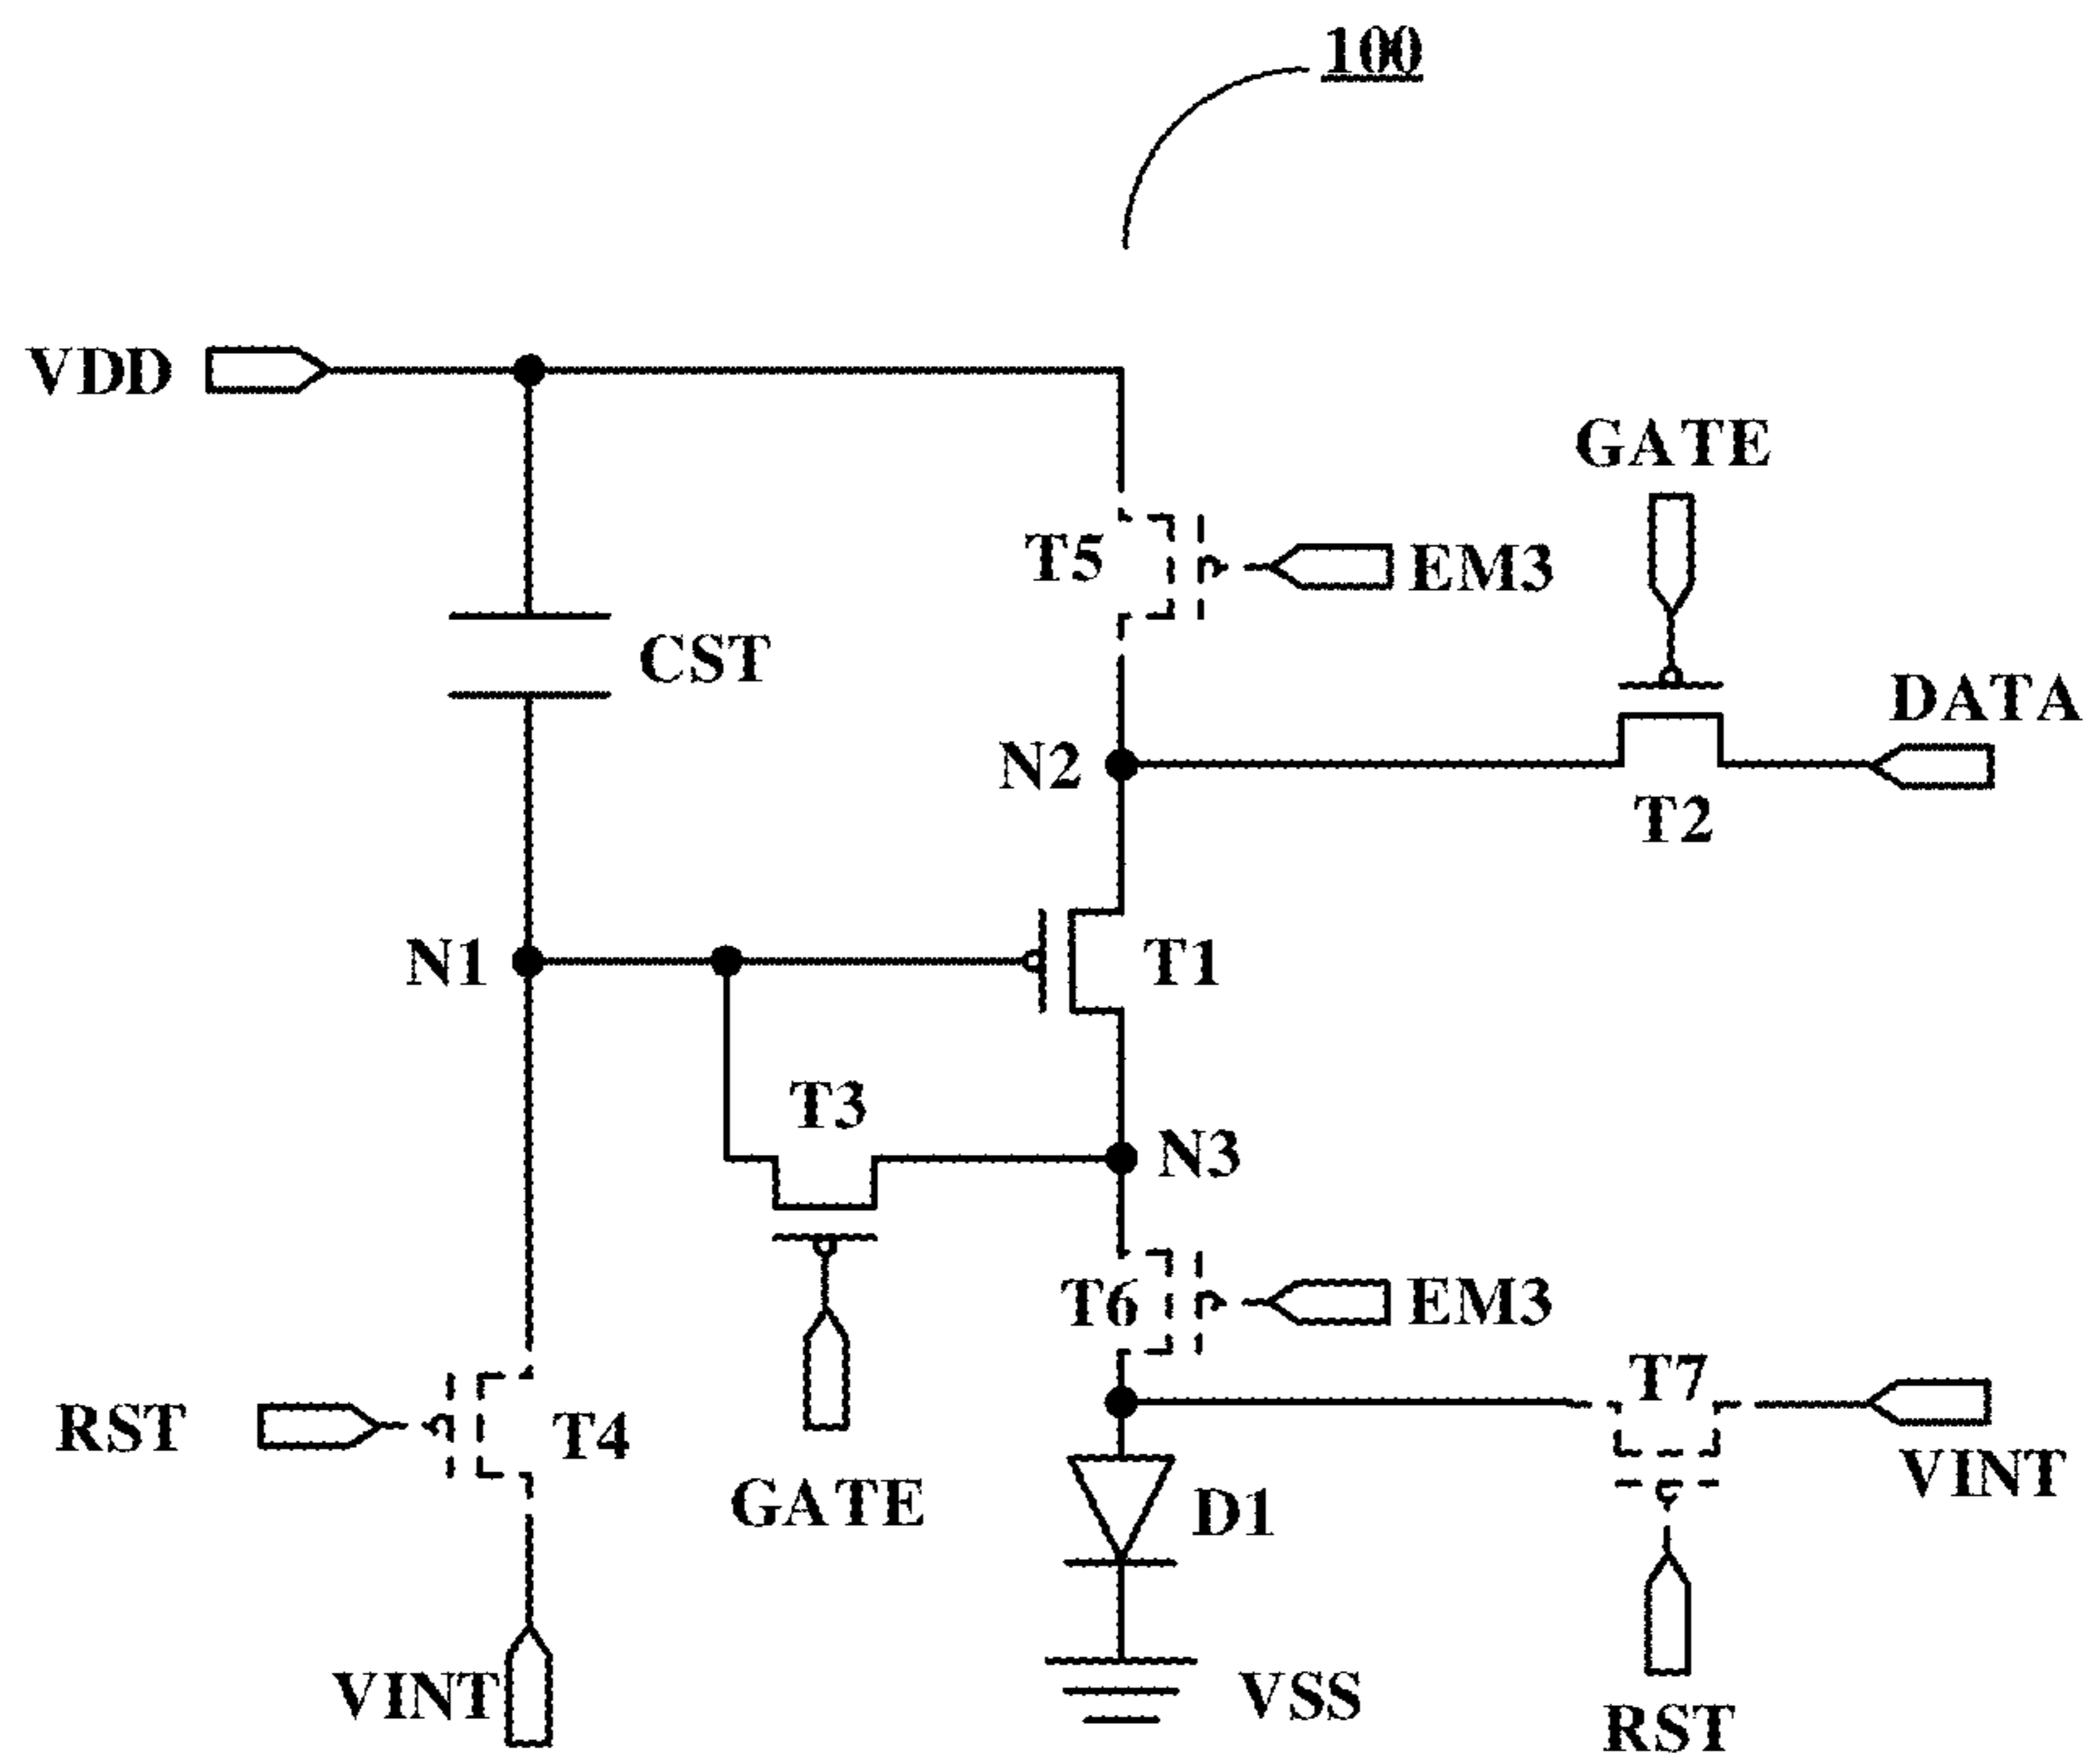 100
VDD
GATE
T5
EM3
CST
DATA
N2
T2
N1
T1
T3
N3
T6
EM3
T7
RST
T4
VINT
GATE
D1
VINT
VSS
RST